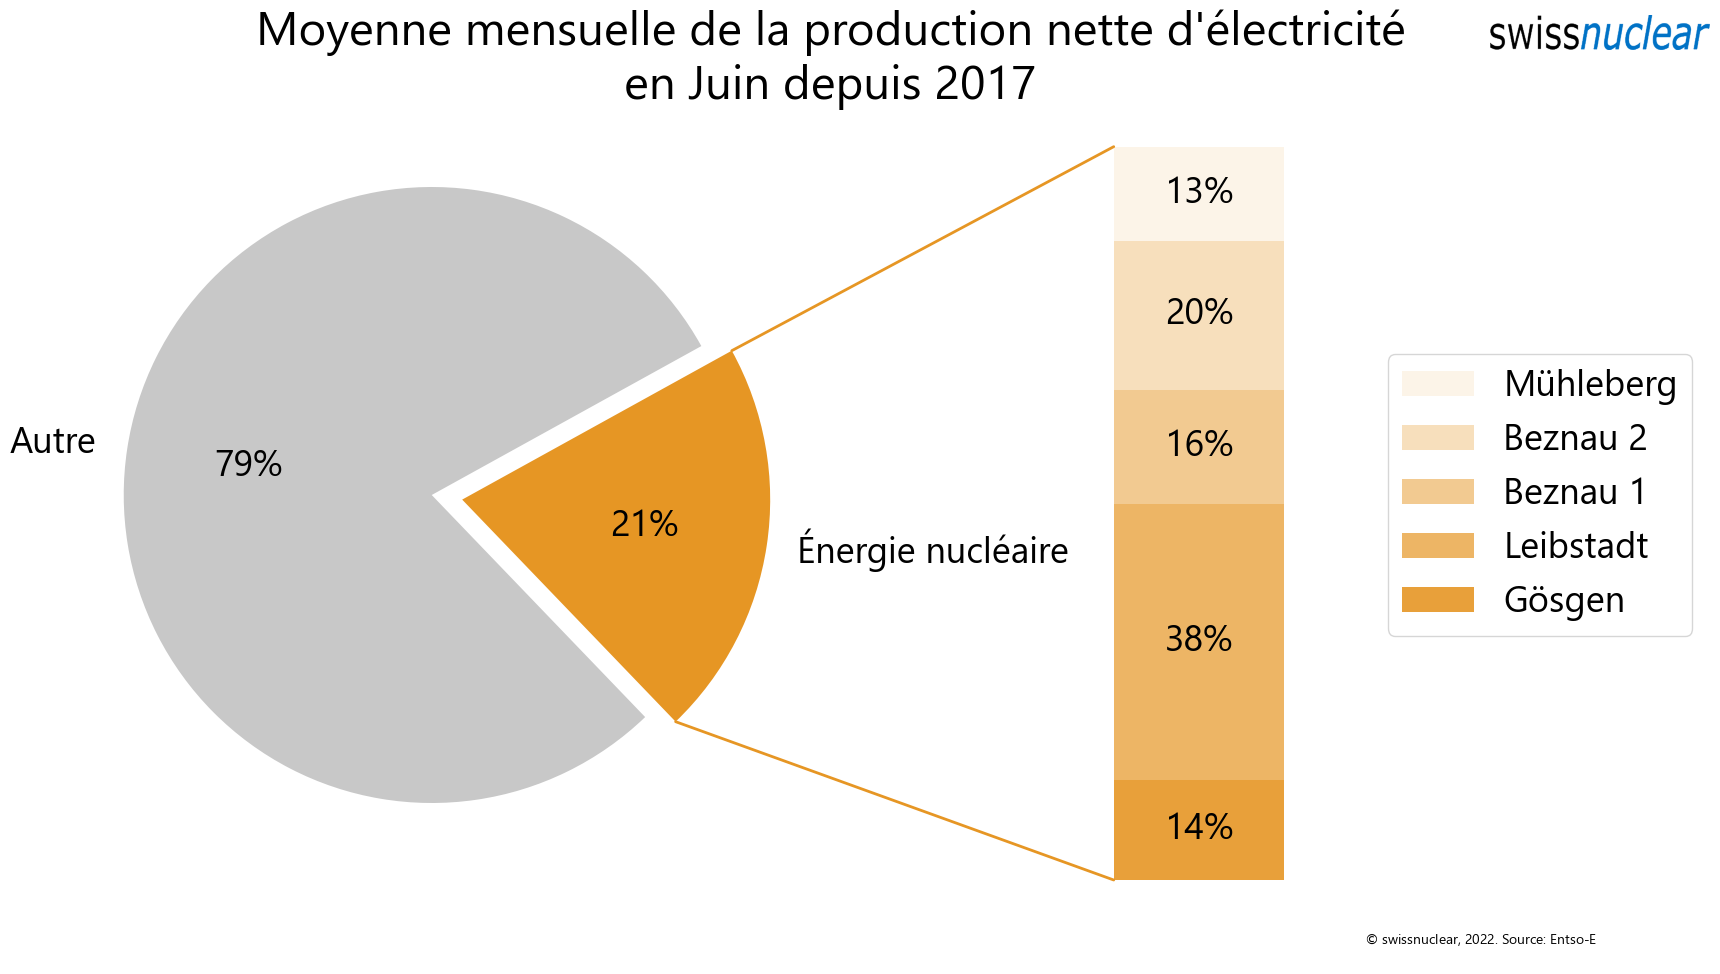 Moyenne mensuelle de la production nette d'électricité
en Juin depuis 2017
swissnuclear
13%
20%
16%
38%
14%
Autre
79%
21%
Énergie nucléaire
Mühleberg
Beznau 2
Beznau 1
Leibstadt
Gösgen
© swissnuclear, 2022. Source: Entso-E